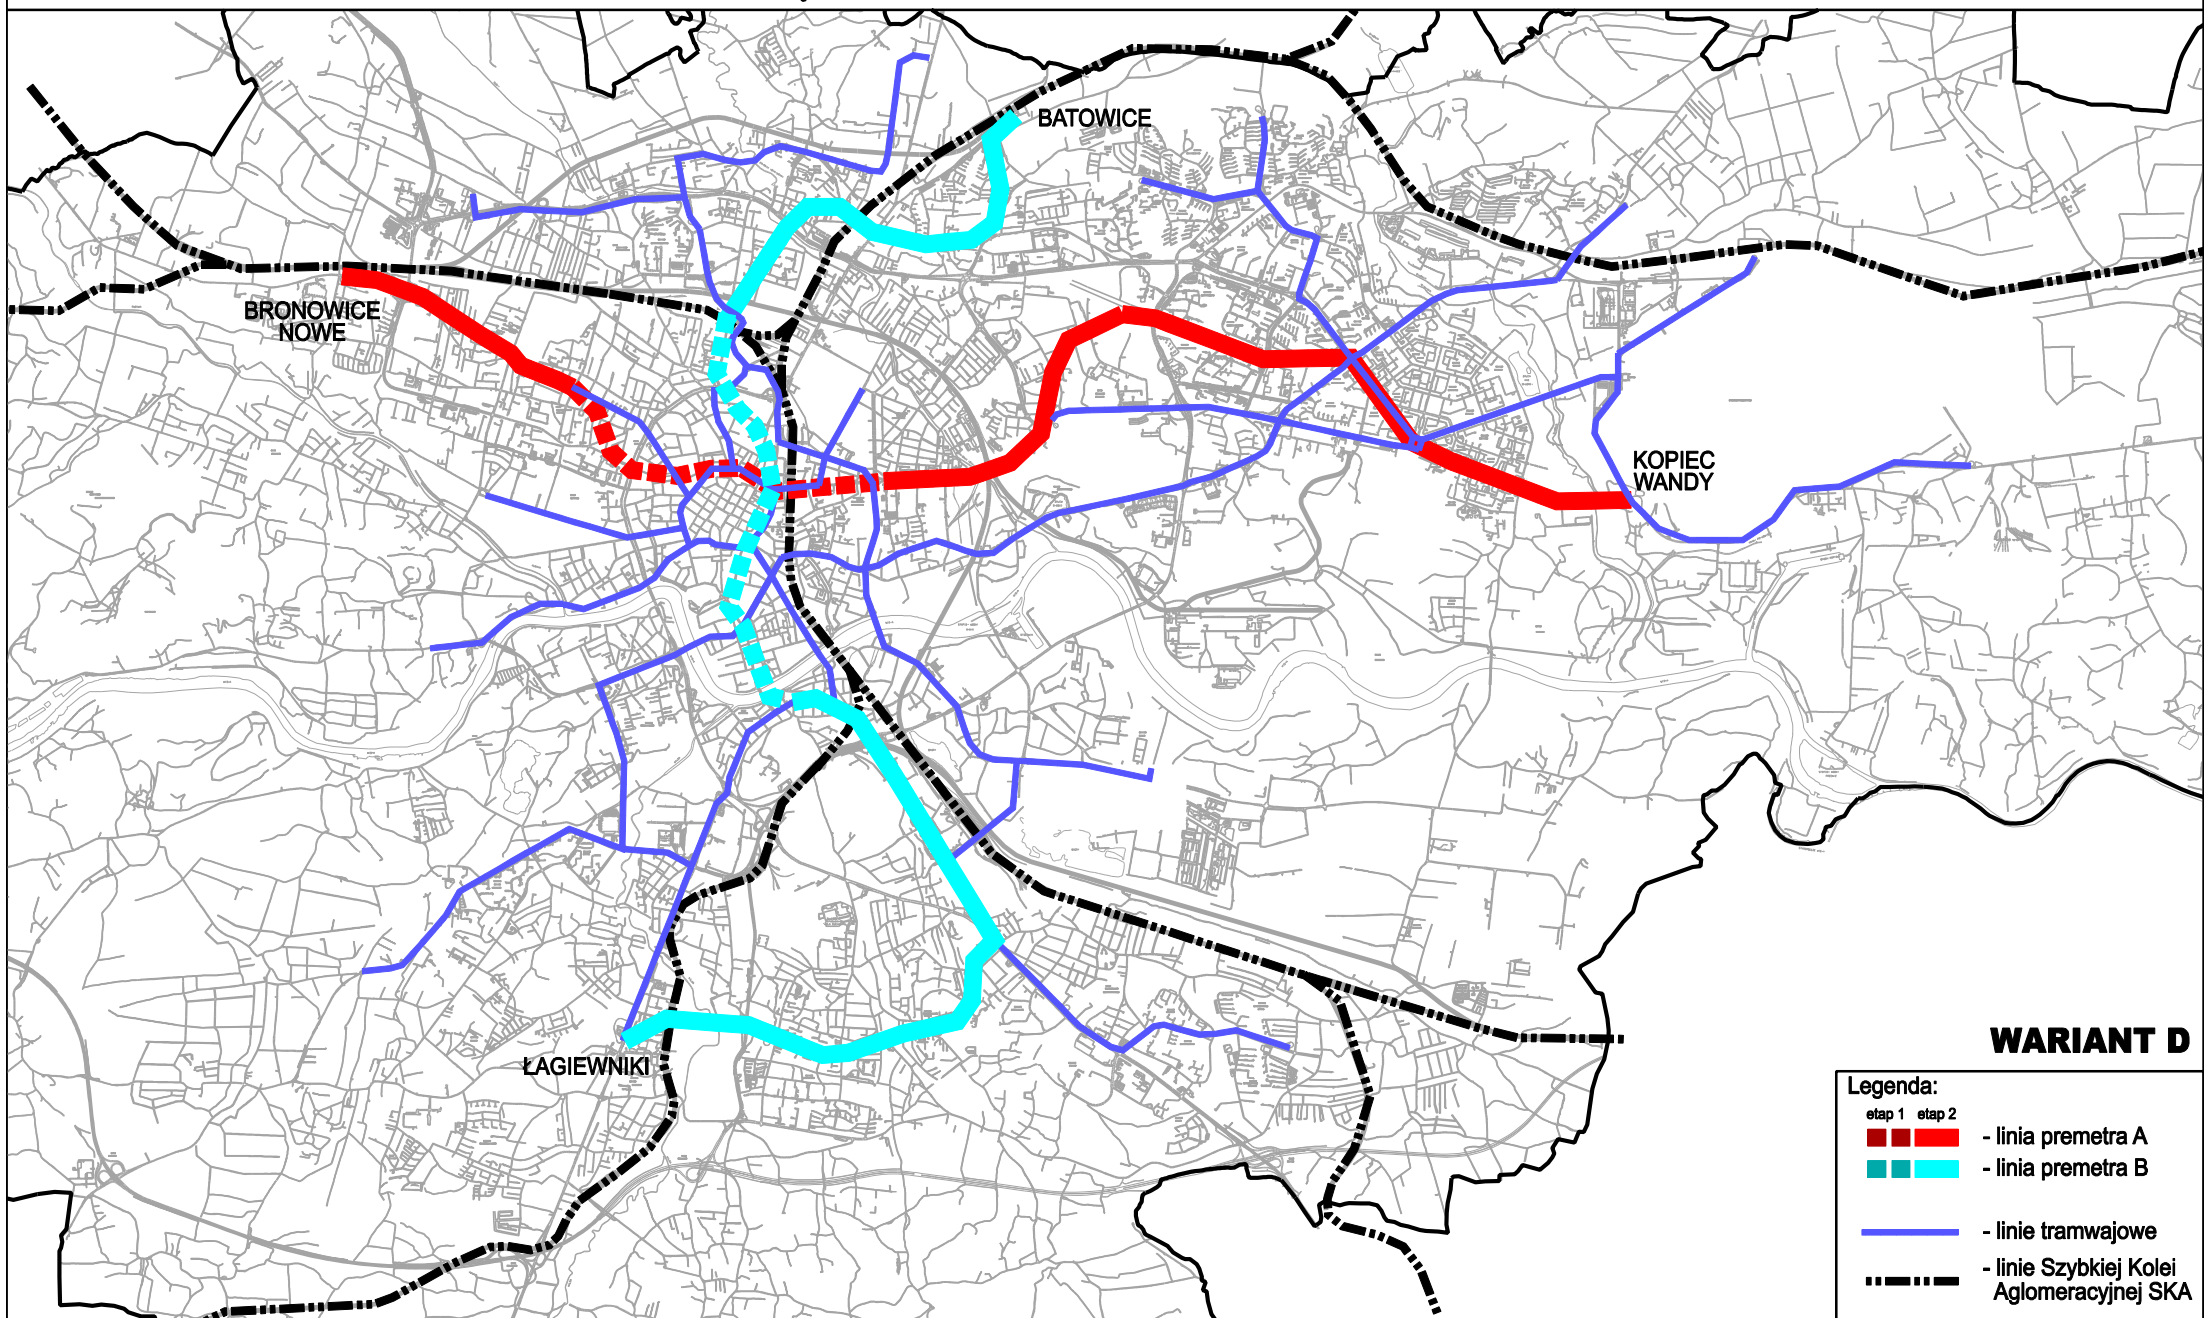 BATOWICE
BRONOWICE
NOWE
KOPIEC
WANDY
ŁAGIEWNIKI
WARIANT D
Legenda:
etap 1 etap 2
- linia premetra A
- linia premetra B
- linie tramwajowe
- linie Szybkiej Kolei
Aglomeracyjnej SKA